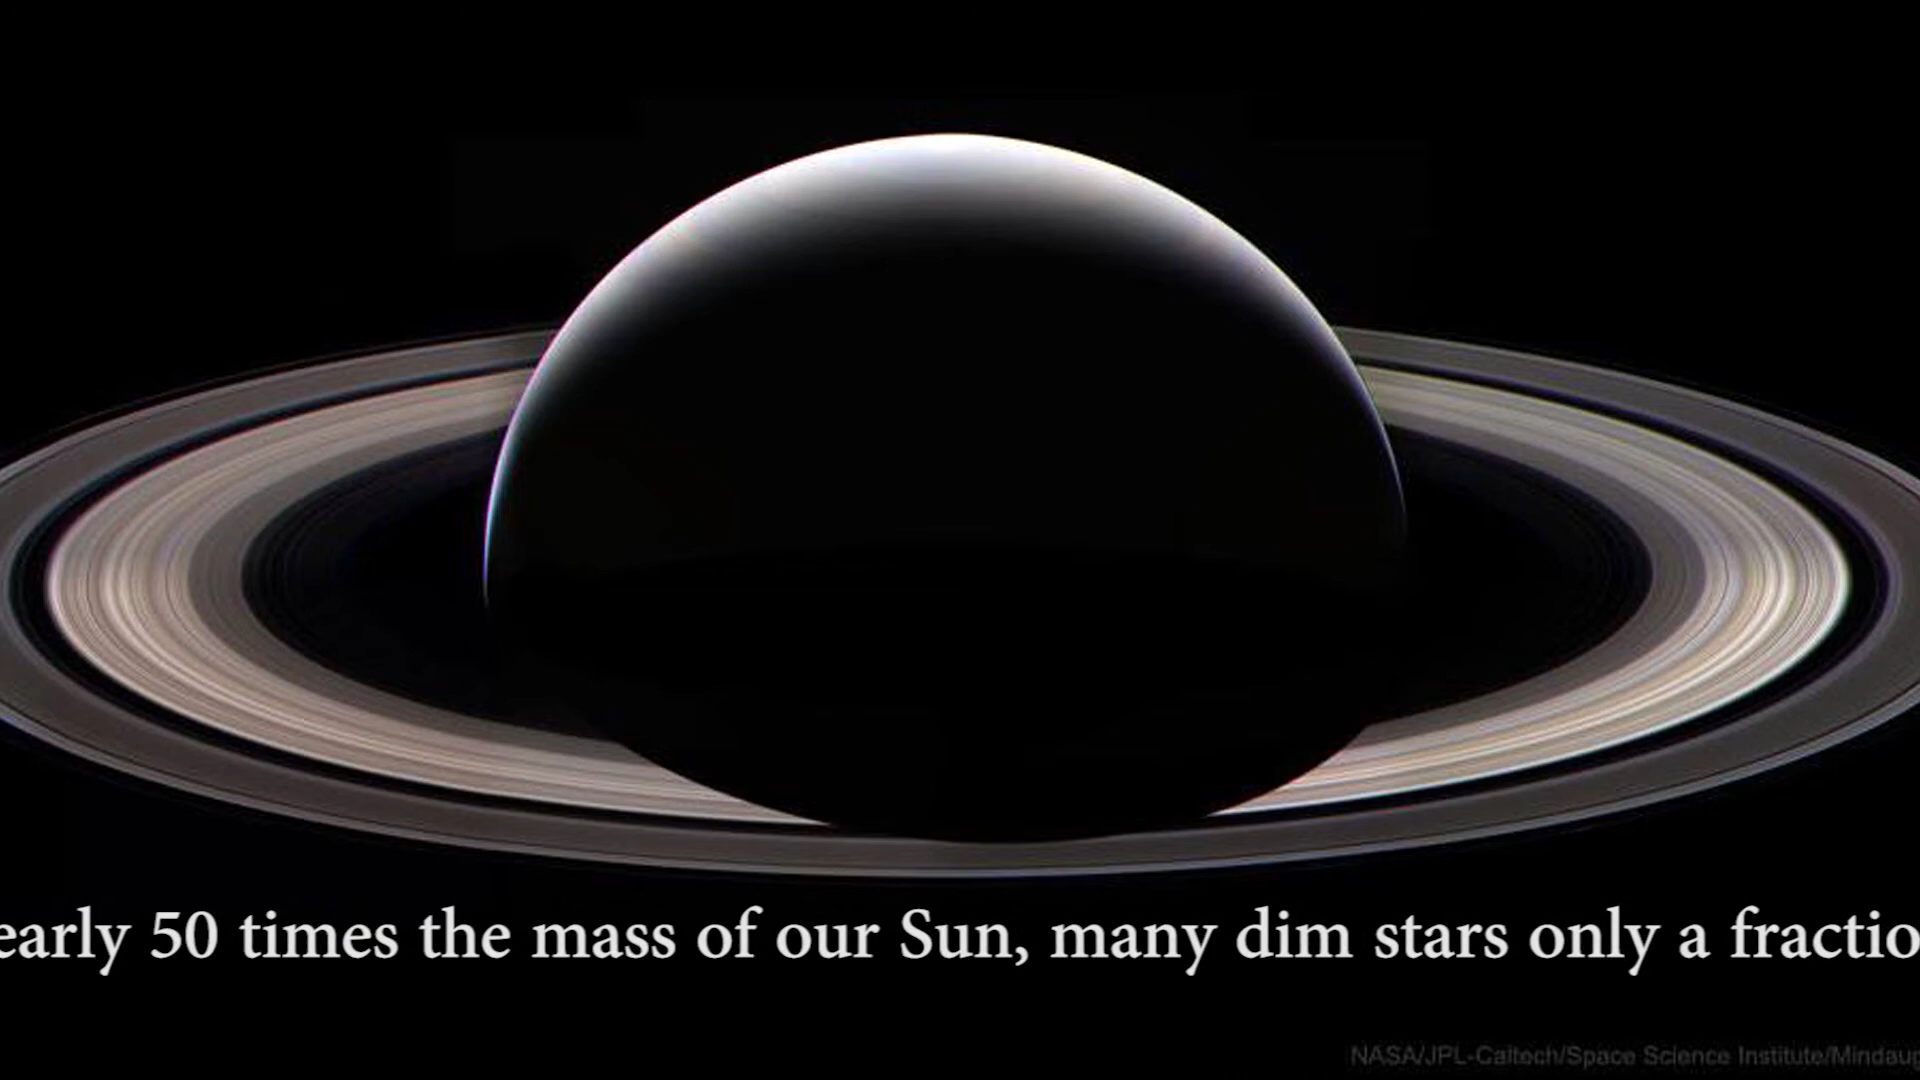 early 50 times the mass of our Sun, many dim stars only a fractio
NASA/JPL-Caltech/Space Science Institute/Mindaug